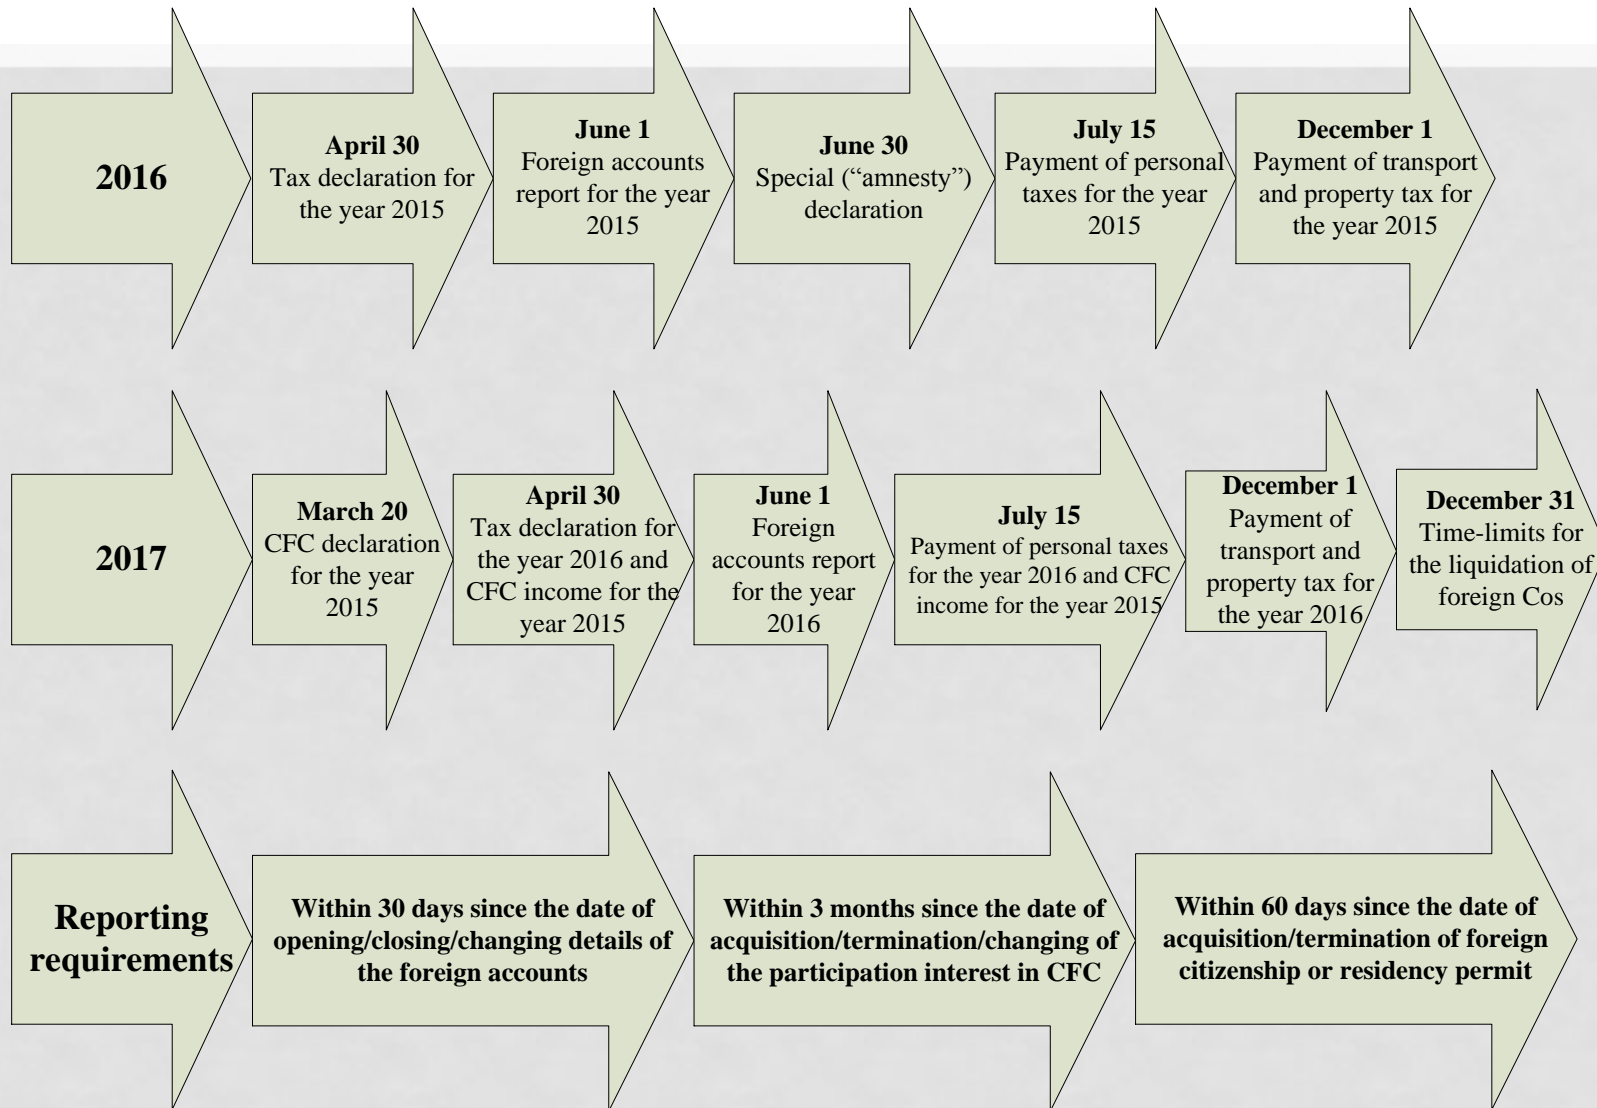 2016
April 30
Tax declaration for
the year 2015
June 1
Foreign accounts
report for the year
2015
June 30
Special (“amnesty”)
declaration
July 15
Payment of personal
taxes for the year
2015
December 1
Payment of transport
and property tax for
the year 2015
2017
March 20
CFC declaration
for the year
2015
April 30
Tax declaration for
the year 2016 and
CFC income for the
year 2015
June 1
Foreign
accounts report
for the year
2016
July 15
Payment of personal taxes
for the year 2016 and CFC
income for the year 2015
December 1
Payment of
transport and
property tax for
the year 2016
December 31
Time-limits for
the liquidation of
foreign Cos
Reporting
requirements
Within 30 days since the date of
opening/closing/changing details of
the foreign accounts
Within 3 months since the date of
acquisition/termination/changing of
the participation interest in CFC
Within 60 days since the date of
acquisition/termination of foreign
citizenship or residency permit